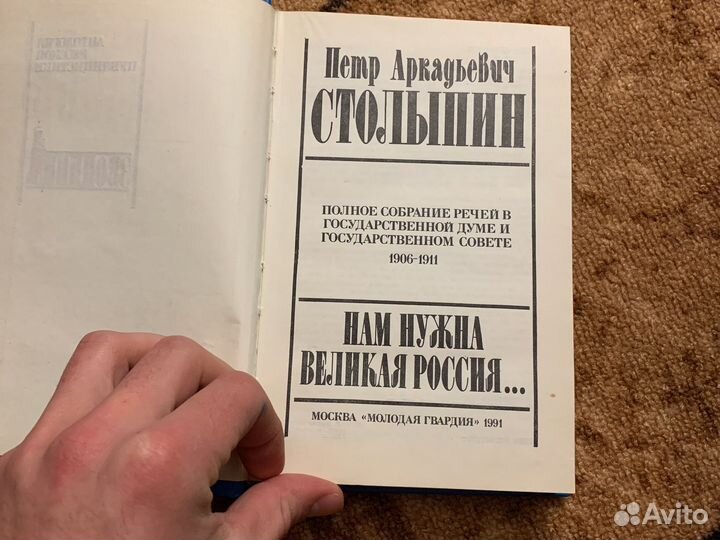 Петр Аркадьевич
СТОЛЫПИН
ПОЛНОЕ СОБРАНИЕ РЕЧЕЙ В
ГОСУДАРСТВЕННОЙ ДУМЕ И
ГОСУДАРСТВЕННОМ СОВЕТЕ
1906-1911
НАМ НУЖНА
ВЕЛИКАЯ РОССИЯ...
МОСКВА «МОЛОДАЯ ГВАРДИЯ» 1991
Avito